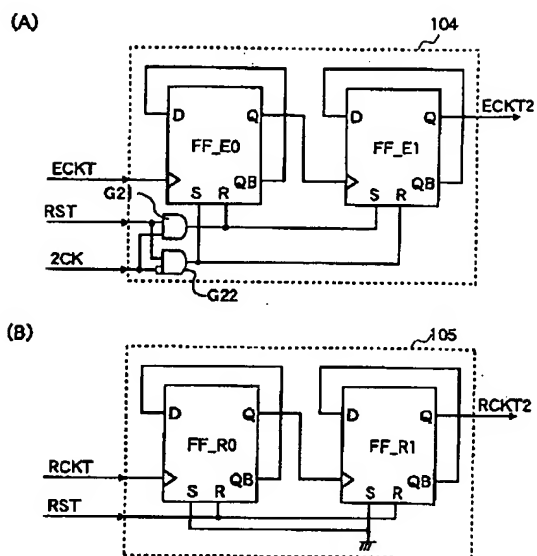 (A)
104
D Q D Q ECKT2
FF_E0 FF_E1
ECKT
QB QB
S R S R
G21
RST
2CK
G22
(B)
105
D Q D Q RCKT2
FF_R0 FF_R1
RCKT
QB QB
S R S R
RST